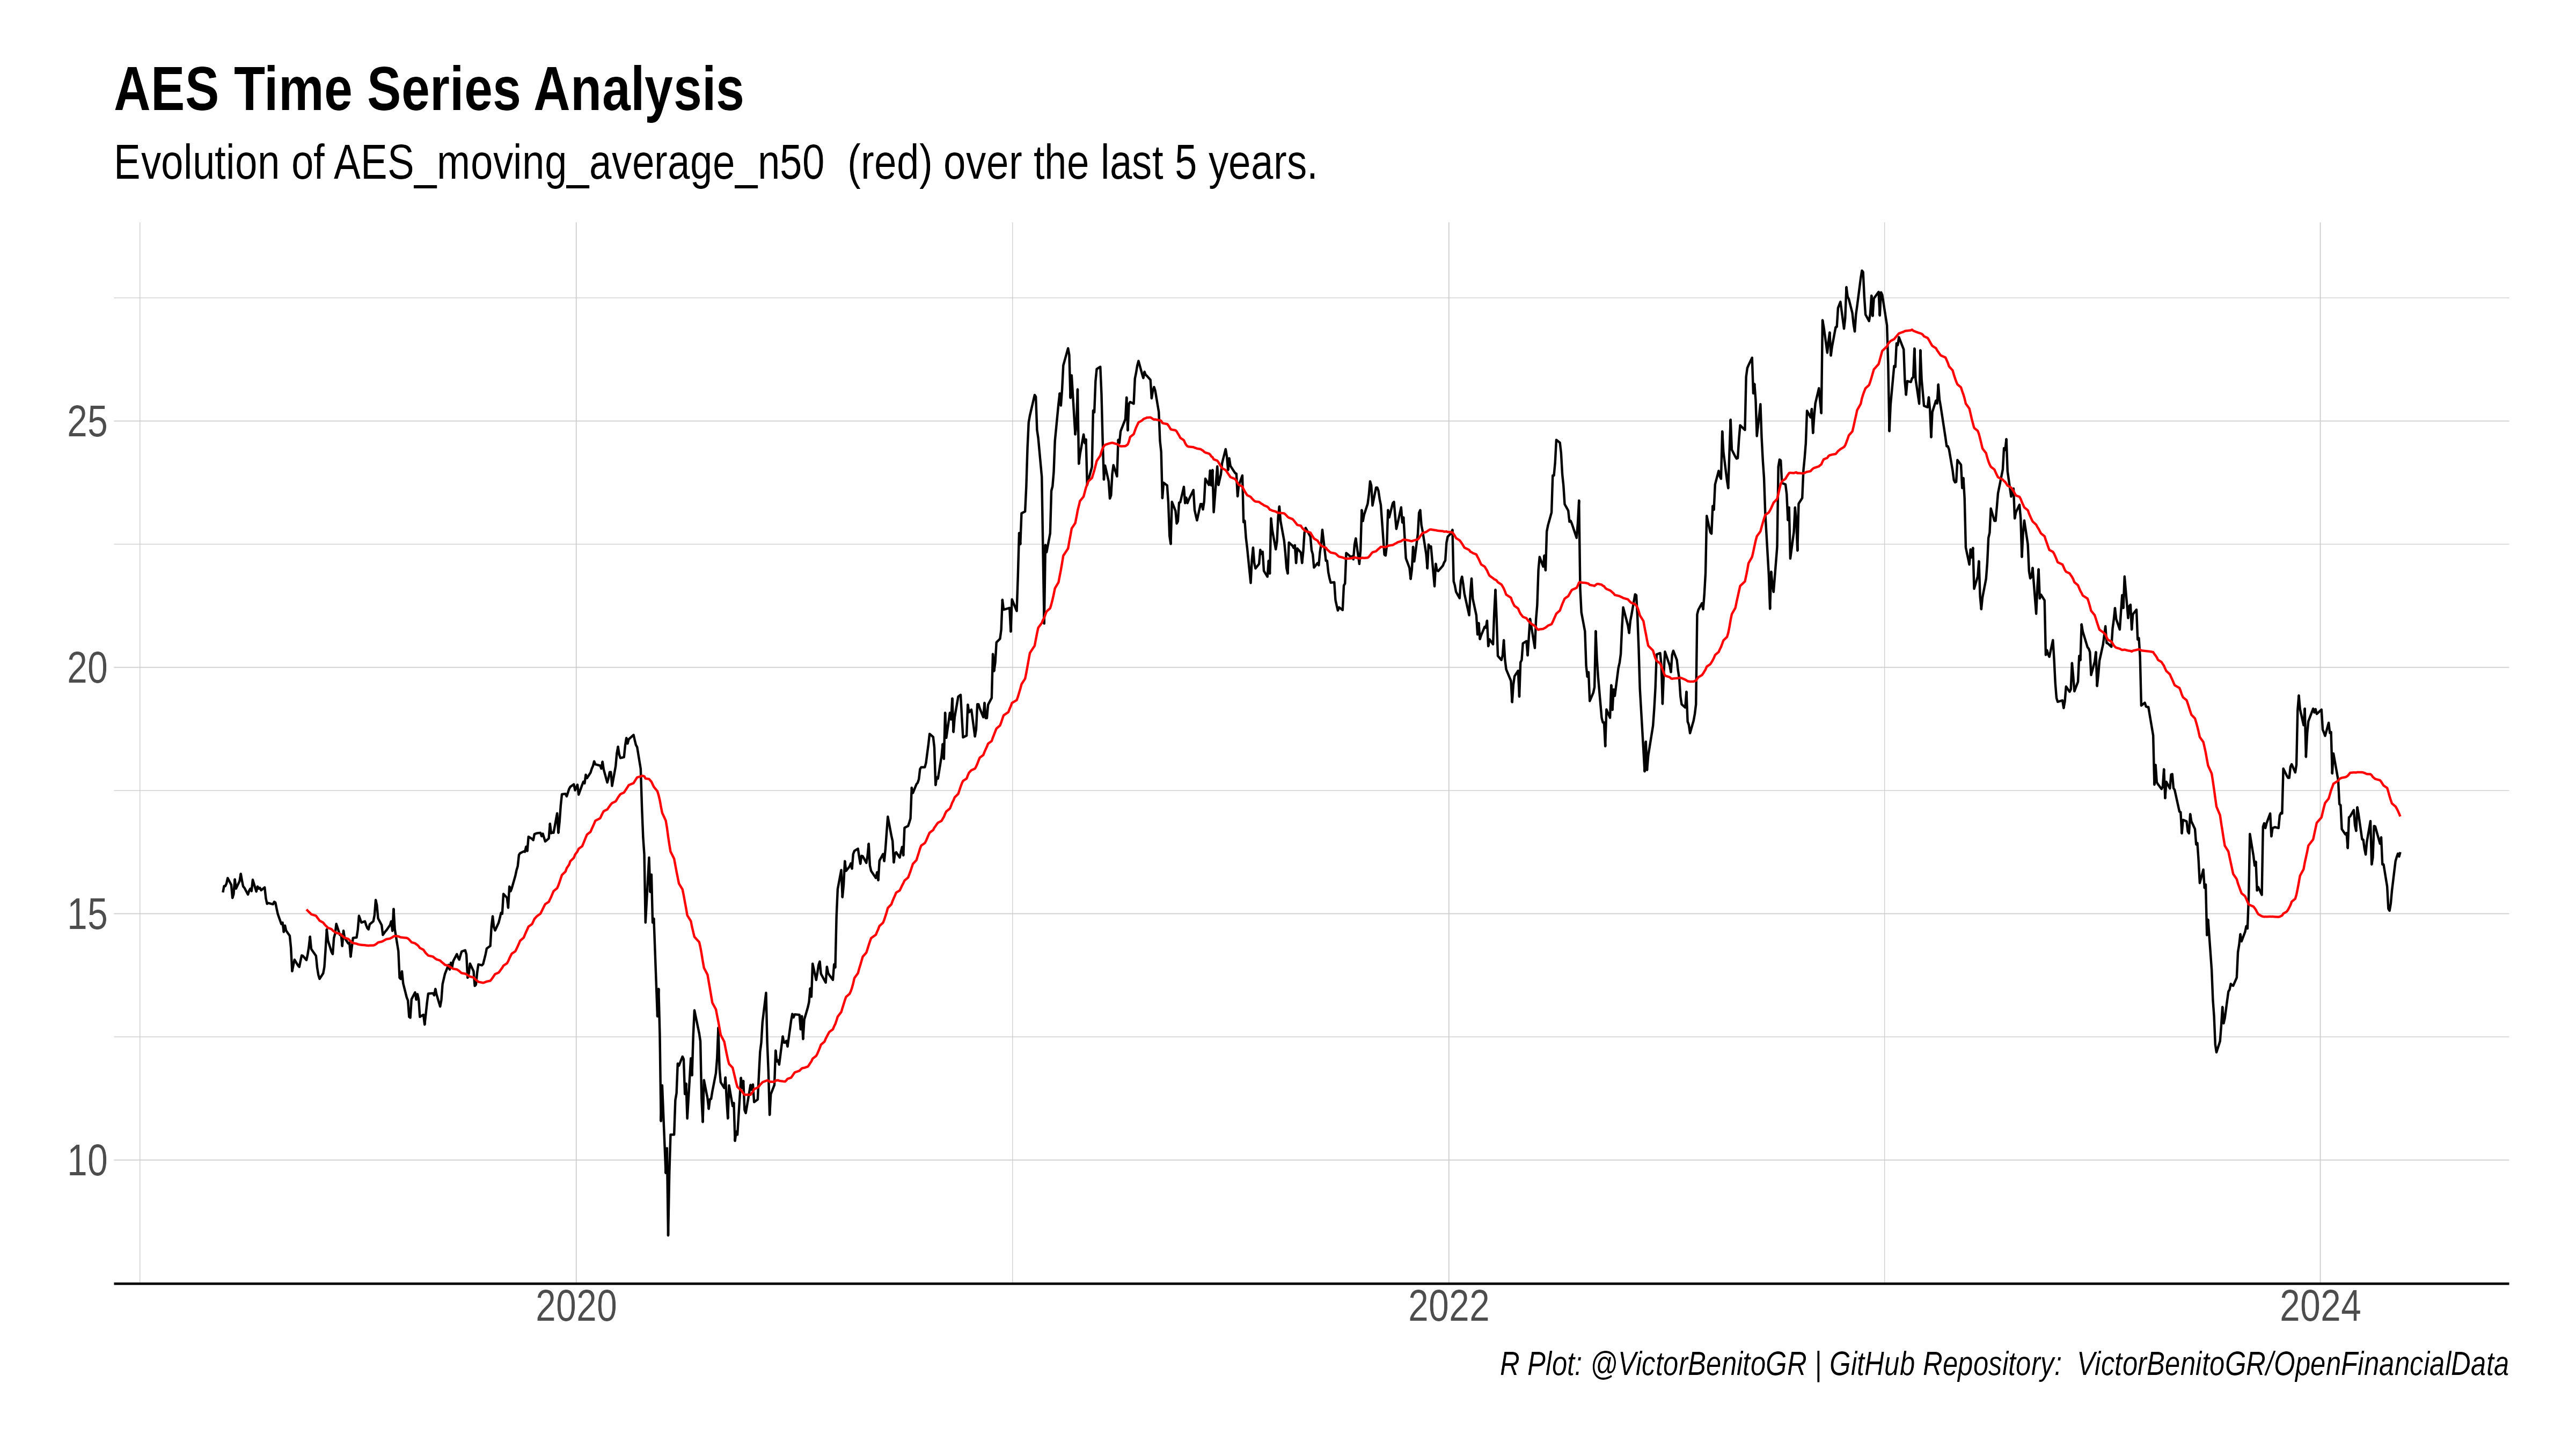 AES Time Series Analysis
Evolution of AES_moving_average_n50  (red) over the last 5 years.
25
20
15
10
2020
2022
2024
R Plot: @VictorBenitoGR | GitHub Repository:  VictorBenitoGR/OpenFinancialData